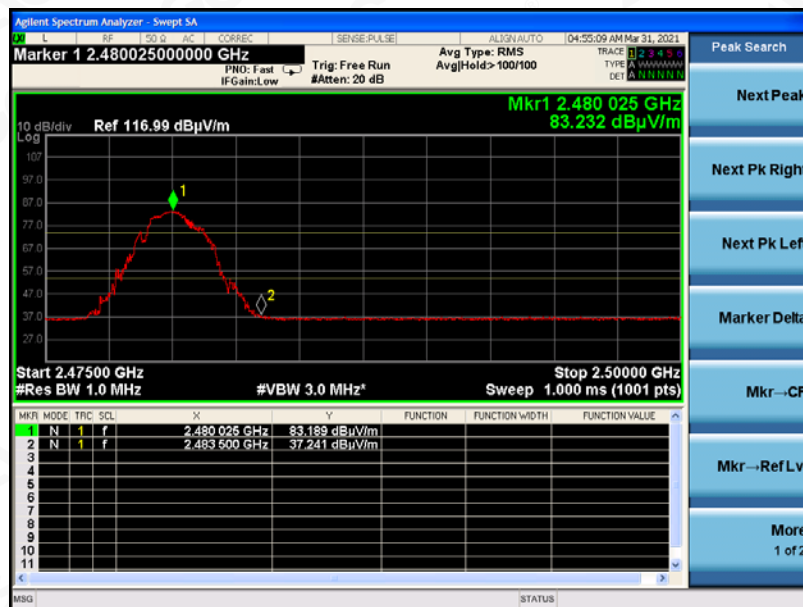 Agilent Spectrum Analyzer - Swept SA
L RF 50 Ω AC CORREC SENSE:PULSE ALIGN AUTO 04:55:09 AM Mar 31, 2021
Marker 1 2.480025000000 GHz
PNO: Fast
IFGain:Low
Trig: Free Run
#Atten: 20 dB
Avg Type: RMS
Avg|Hold:>100/100
TRACE 1 2 3 4 5 6
TYPE A WWWWW
DET A N N N N N
Mkr1 2.480 025 GHz
83.232 dBµV/m
10 dB/div Ref 116.99 dBµV/m
Log
107
97.0
87.0
77.0
67.0
57.0
47.0
37.0
27.0
1
2
Start 2.47500 GHz Stop 2.50000 GHz
#Res BW 1.0 MHz #VBW 3.0 MHz* Sweep 1.000 ms (1001 pts)
MKR MODE TRC SCL X Y FUNCTION FUNCTION WIDTH FUNCTION VALUE
1 N 1 f 2.480 025 GHz 83.189 dBµV/m
2 N 1 f 2.483 500 GHz 37.241 dBµV/m
3
4
5
6
7
8
9
10
11
MSG STATUS
Peak Search
Next Peak
Next Pk Right
Next Pk Left
Marker Delta
Mkr→CF
Mkr→Ref Lv
More
1 of 2